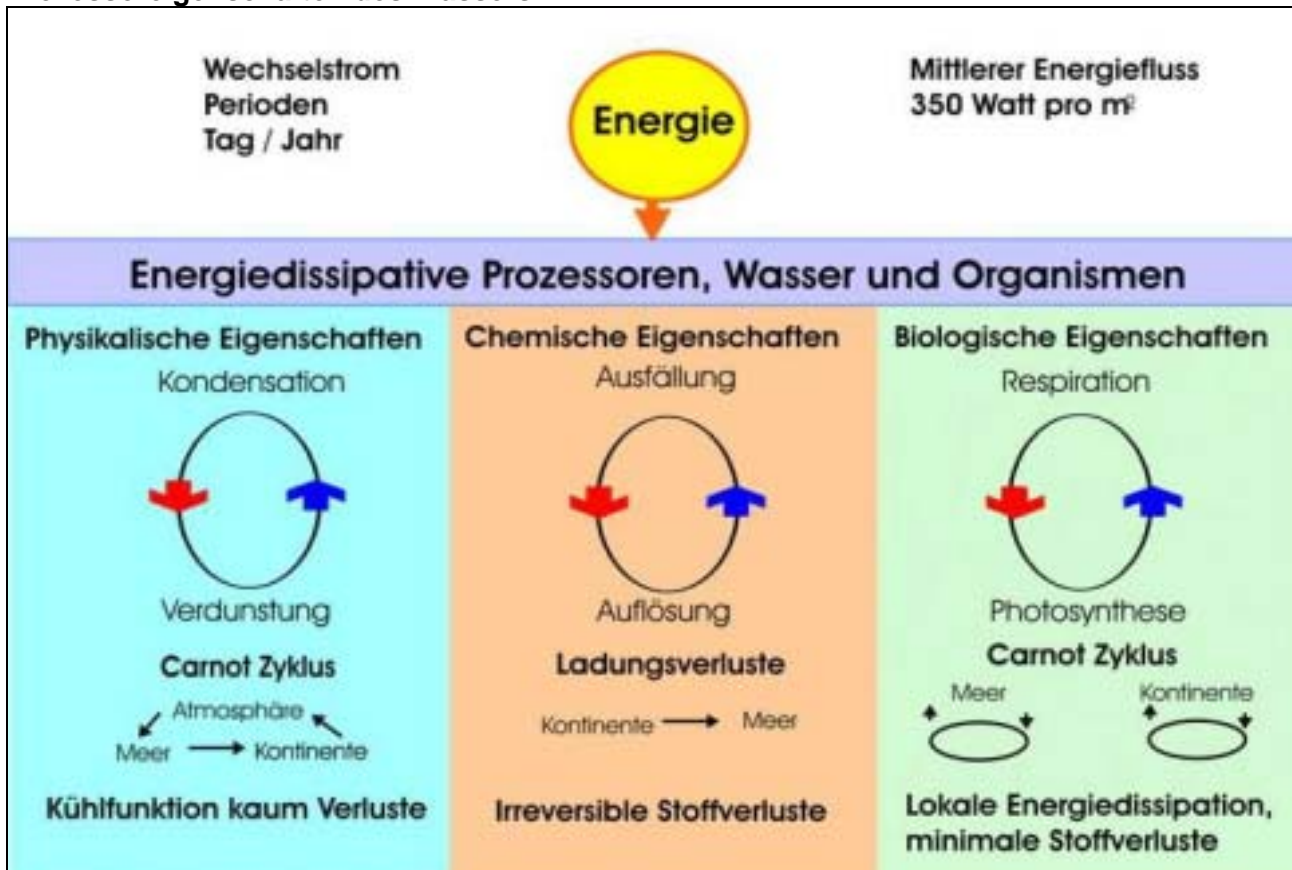 Wechselstrom
Perioden
Tag / Jahr
Energie
Mittlerer Energiefluss
350 Watt pro m²
Energiedissipative Prozessoren, Wasser und Organismen
Physikalische Eigenschaften
Kondensation
Verdunstung
Carnot Zyklus
Atmosphäre
Meer
Kontinente
Kühlfunktion kaum Verluste
Chemische Eigenschaften
Ausfällung
Auflösung
Ladungsverluste
Kontinente
Meer
Irreversible Stoffverluste
Biologische Eigenschaften
Respiration
Photosynthese
Carnot Zyklus
Meer
Kontinente
Lokale Energiedissipation,
minimale Stoffverluste